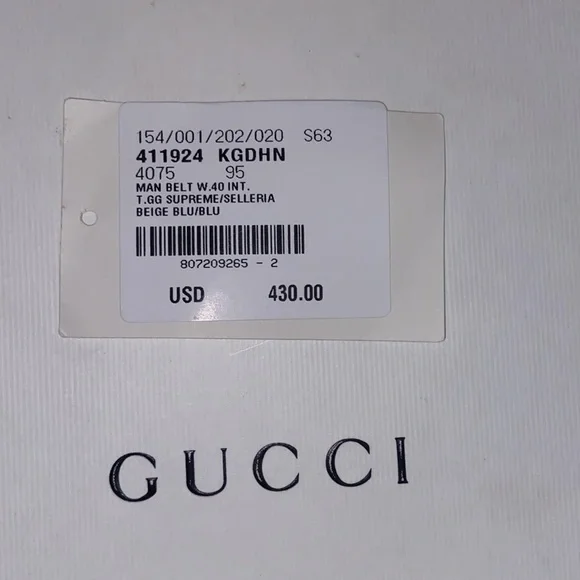 154/001/202/020 S63
411924 KGDHN
4075 95
MAN BELT W.40 INT.
T.GG SUPREME/SELLERIA
BEIGE BLU/BLU
807209265 - 2
USD 430.00
GUCCI